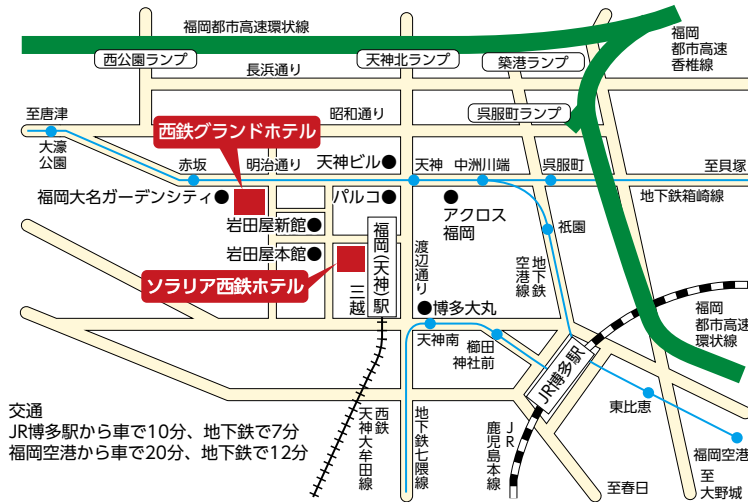 福岡都市高速環状線
福岡
都市高速
香椎線
西公園ランプ
天神北ランプ
築港ランプ
長浜通り
呉服町ランプ
至唐津
昭和通り
西鉄グランドホテル
大濠
公園
赤坂
明治通り
天神ビル●
天神
中洲川端
呉服町
至貝塚
地下鉄箱崎線
福岡大名ガーデンシティ●
パルコ●
アクロス
福岡
岩田屋新館●
祇園
福岡(天神)駅
渡辺通り
地下鉄
空港線
岩田屋本館●
ソラリア西鉄ホテル
三越
●博多大丸
福岡
都市高速
環状線
天神南
櫛田
神社前
JR博多駅
東比恵
交通
JR博多駅から車で10分、地下鉄で7分
福岡空港から車で20分、地下鉄で12分
西鉄
天神大牟田線
地下鉄七隈線
JR
鹿児島本線
福岡空港
至春日
至
大野城